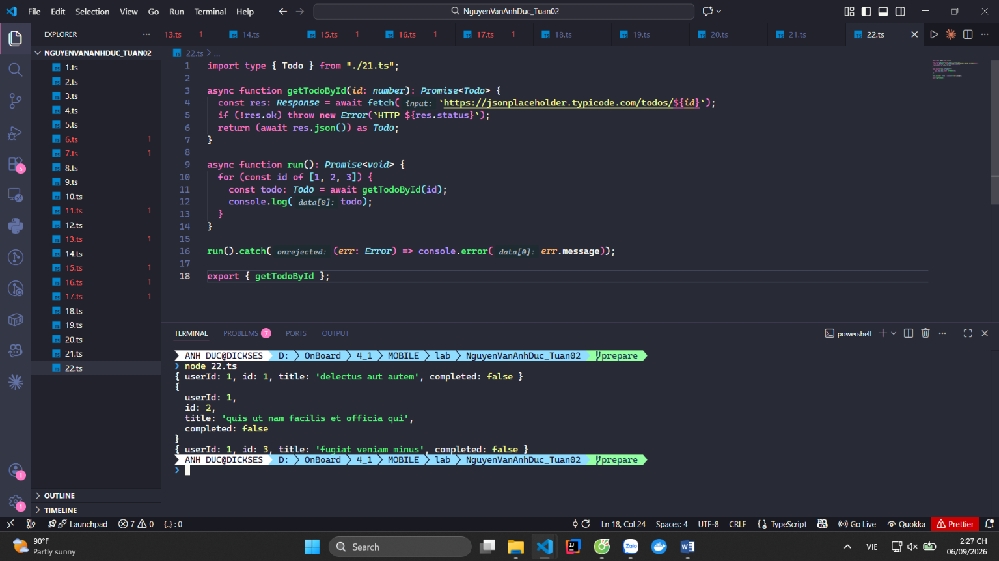 File Edit Selection View Go Run Terminal Help
NguyenVanAnhDuc_Tuan02
EXPLORER
13.ts 1 14.ts 15.ts 1 16.ts 1 17.ts 1 18.ts 19.ts 20.ts 21.ts 22.ts
NGUYENVANANHDUC_TUAN02
1.ts
2.ts
3.ts
4.ts
5.ts
6.ts 1
7.ts 1
8.ts
9.ts
10.ts
11.ts 1
12.ts
13.ts 1
14.ts
15.ts 1
16.ts 1
17.ts 1
18.ts
19.ts
20.ts
21.ts
22.ts
OUTLINE
TIMELINE
5
1
1
22.ts > ...
1 import type { Todo } from "./21.ts";
2
3 async function getTodoById(id: number): Promise<Todo> {
4 const res: Response = await fetch( input: `https://jsonplaceholder.typicode.com/todos/${id}`);
5 if (!res.ok) throw new Error(`HTTP ${res.status}`);
6 return (await res.json()) as Todo;
7 }
8
9 async function run(): Promise<void> {
10 for (const id of [1, 2, 3]) {
11 const todo: Todo = await getTodoById(id);
12 console.log( data[0]: todo);
13 }
14 }
15
16 run().catch( onrejected: (err: Error) => console.error( data[0]: err.message));
17
18 export { getTodoById };
TERMINAL PROBLEMS 7 PORTS OUTPUT
powershell
ANH DUC@DICKSES D: OnBoard 4_1 MOBILE lab NguyenVanAnhDuc_Tuan02 prepare
❯ node 22.ts
{ userId: 1, id: 1, title: 'delectus aut autem', completed: false }
{
userId: 1,
id: 2,
title: 'quis ut nam facilis et officia qui',
completed: false
}
{ userId: 1, id: 3, title: 'fugiat veniam minus', completed: false }
ANH DUC@DICKSES D: OnBoard 4_1 MOBILE lab NguyenVanAnhDuc_Tuan02 prepare
❯
Launchpad 7 0 {..} : 0
Ln 18, Col 24 Spaces: 4 UTF-8 CRLF { } TypeScript Go Live Quokka Prettier
90°F
Partly sunny
Search
Zalo
VIE
2:27 CH
06/09/2026